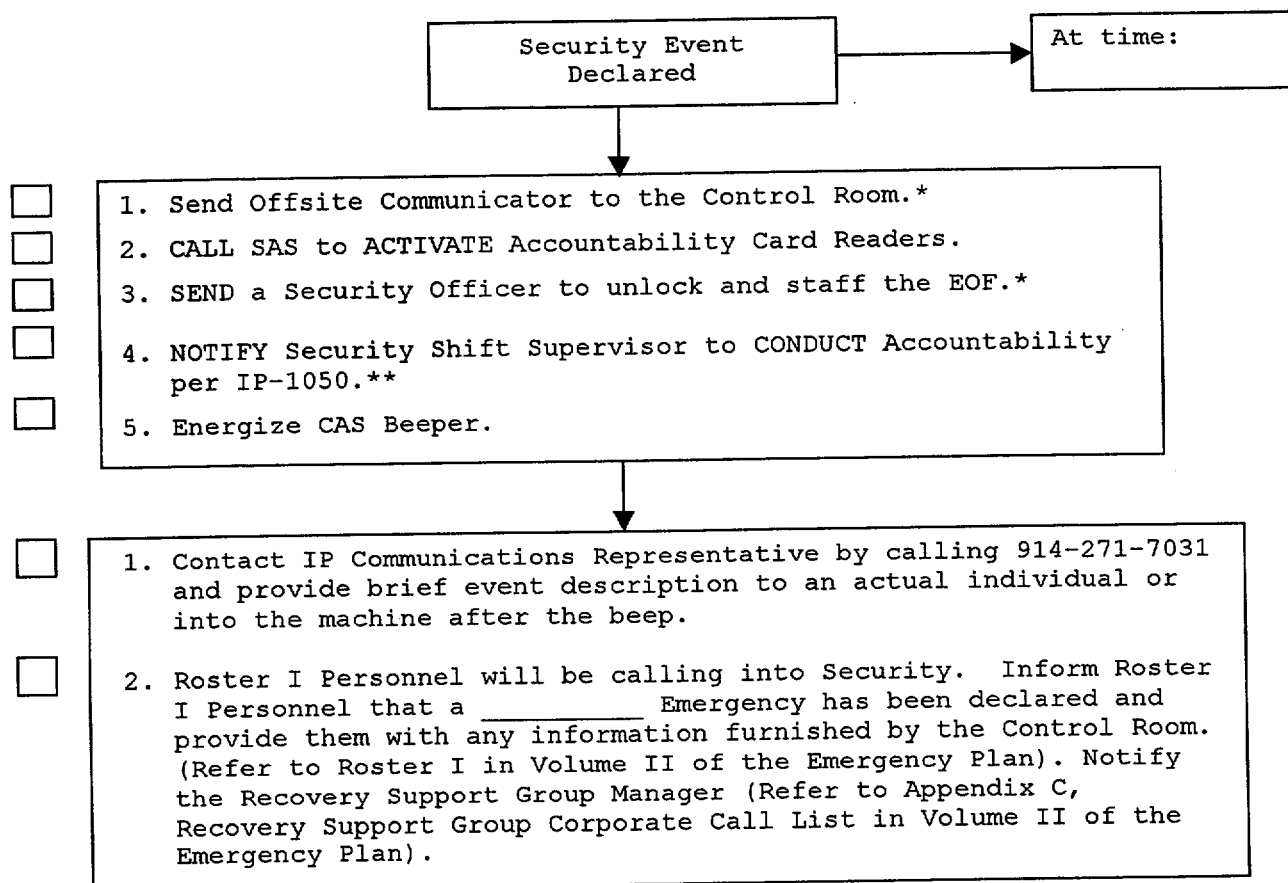 Security Event
Declared
At time:
1. Send Offsite Communicator to the Control Room.*
2. CALL SAS to ACTIVATE Accountability Card Readers.
3. SEND a Security Officer to unlock and staff the EOF.*
4. NOTIFY Security Shift Supervisor to CONDUCT Accountability
per IP-1050.**
5. Energize CAS Beeper.
1. Contact IP Communications Representative by calling 914-271-7031
and provide brief event description to an actual individual or
into the machine after the beep.
2. Roster I Personnel will be calling into Security. Inform Roster
I Personnel that a __________ Emergency has been declared and
provide them with any information furnished by the Control Room.
(Refer to Roster I in Volume II of the Emergency Plan). Notify
the Recovery Support Group Manager (Refer to Appendix C,
Recovery Support Group Corporate Call List in Volume II of the
Emergency Plan).